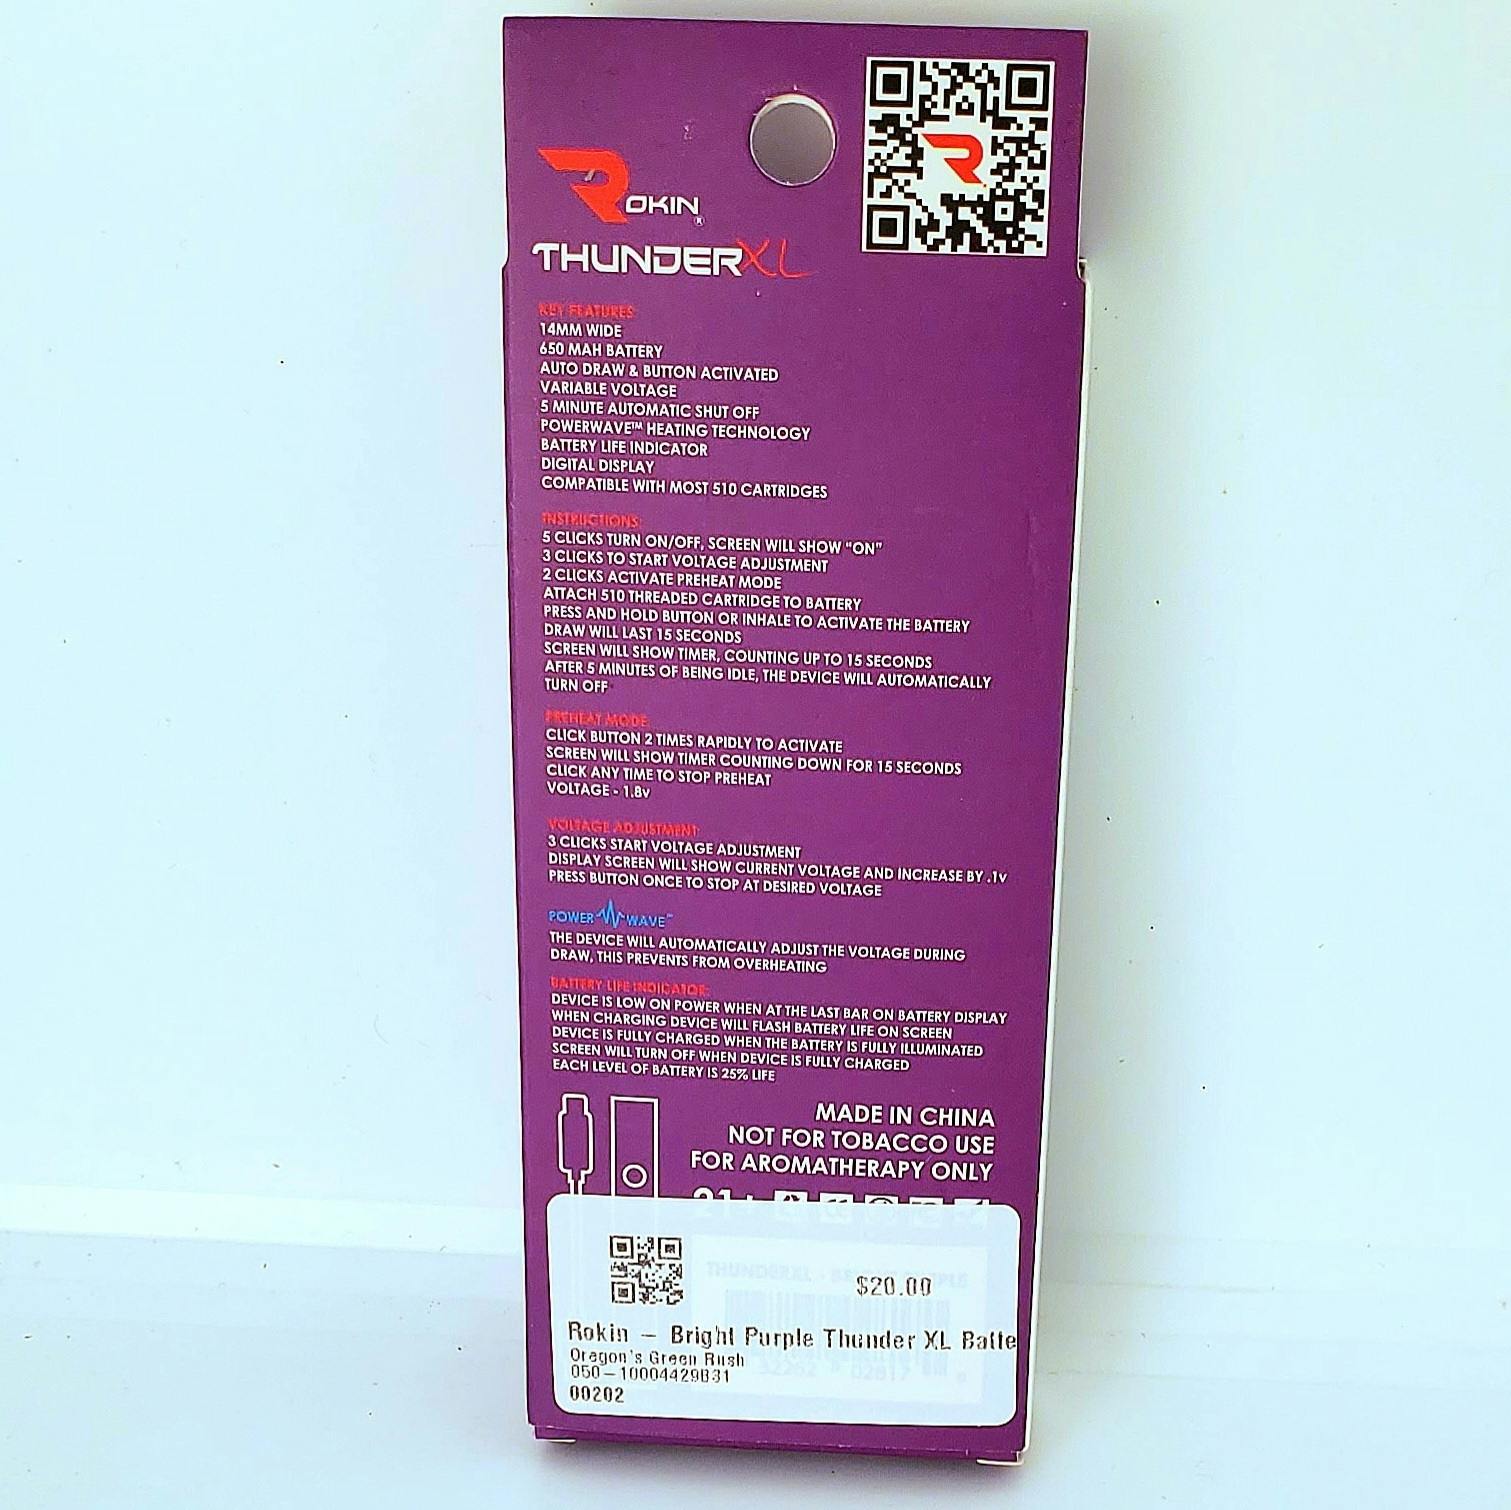 ROKIN®
THUNDERXL
KEY FEATURES:
14MM WIDE
650 MAH BATTERY
AUTO DRAW & BUTTON ACTIVATED
VARIABLE VOLTAGE
5 MINUTE AUTOMATIC SHUT OFF
POWERWAVE™ HEATING TECHNOLOGY
BATTERY LIFE INDICATOR
DIGITAL DISPLAY
COMPATIBLE WITH MOST 510 CARTRIDGES
INSTRUCTIONS:
5 CLICKS TURN ON/OFF, SCREEN WILL SHOW “ON”
3 CLICKS TO START VOLTAGE ADJUSTMENT
2 CLICKS ACTIVATE PREHEAT MODE
ATTACH 510 THREADED CARTRIDGE TO BATTERY
PRESS AND HOLD BUTTON OR INHALE TO ACTIVATE THE BATTERY
DRAW WILL LAST 15 SECONDS
SCREEN WILL SHOW TIMER, COUNTING UP TO 15 SECONDS
AFTER 5 MINUTES OF BEING IDLE, THE DEVICE WILL AUTOMATICALLY
TURN OFF
PREHEAT MODE:
CLICK BUTTON 2 TIMES RAPIDLY TO ACTIVATE
SCREEN WILL SHOW TIMER COUNTING DOWN FOR 15 SECONDS
CLICK ANY TIME TO STOP PREHEAT
VOLTAGE - 1.8v
VOLTAGE ADJUSTMENT:
3 CLICKS START VOLTAGE ADJUSTMENT
DISPLAY SCREEN WILL SHOW CURRENT VOLTAGE AND INCREASE BY .1v
PRESS BUTTON ONCE TO STOP AT DESIRED VOLTAGE
POWER WAVE™
THE DEVICE WILL AUTOMATICALLY ADJUST THE VOLTAGE DURING
DRAW, THIS PREVENTS FROM OVERHEATING
BATTERY LIFE INDICATOR:
DEVICE IS LOW ON POWER WHEN AT THE LAST BAR ON BATTERY DISPLAY
WHEN CHARGING DEVICE WILL FLASH BATTERY LIFE ON SCREEN
DEVICE IS FULLY CHARGED WHEN THE BATTERY IS FULLY ILLUMINATED
SCREEN WILL TURN OFF WHEN DEVICE IS FULLY CHARGED
EACH LEVEL OF BATTERY IS 25% LIFE
MADE IN CHINA
NOT FOR TOBACCO USE
FOR AROMATHERAPY ONLY
21+
$20.00
Rokin – Bright Purple Thunder XL Batte
Oregon's Green Rush
050-10004429B31
00202